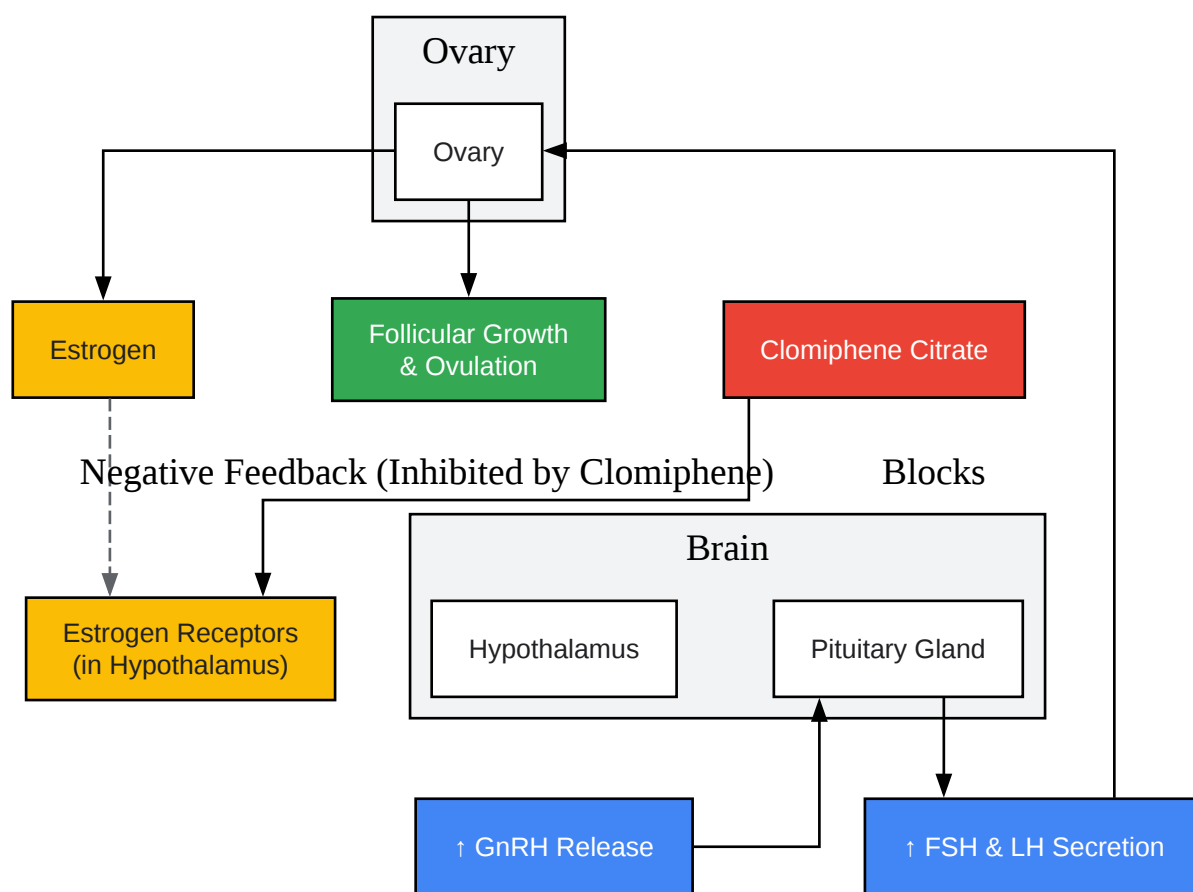 Ovary
Ovary
Estrogen
Follicular Growth
& Ovulation
Clomiphene Citrate
Negative Feedback (Inhibited by Clomiphene)
Blocks
Brain
Estrogen Receptors
(in Hypothalamus)
Hypothalamus
Pituitary Gland
↑ GnRH Release
↑ FSH & LH Secretion